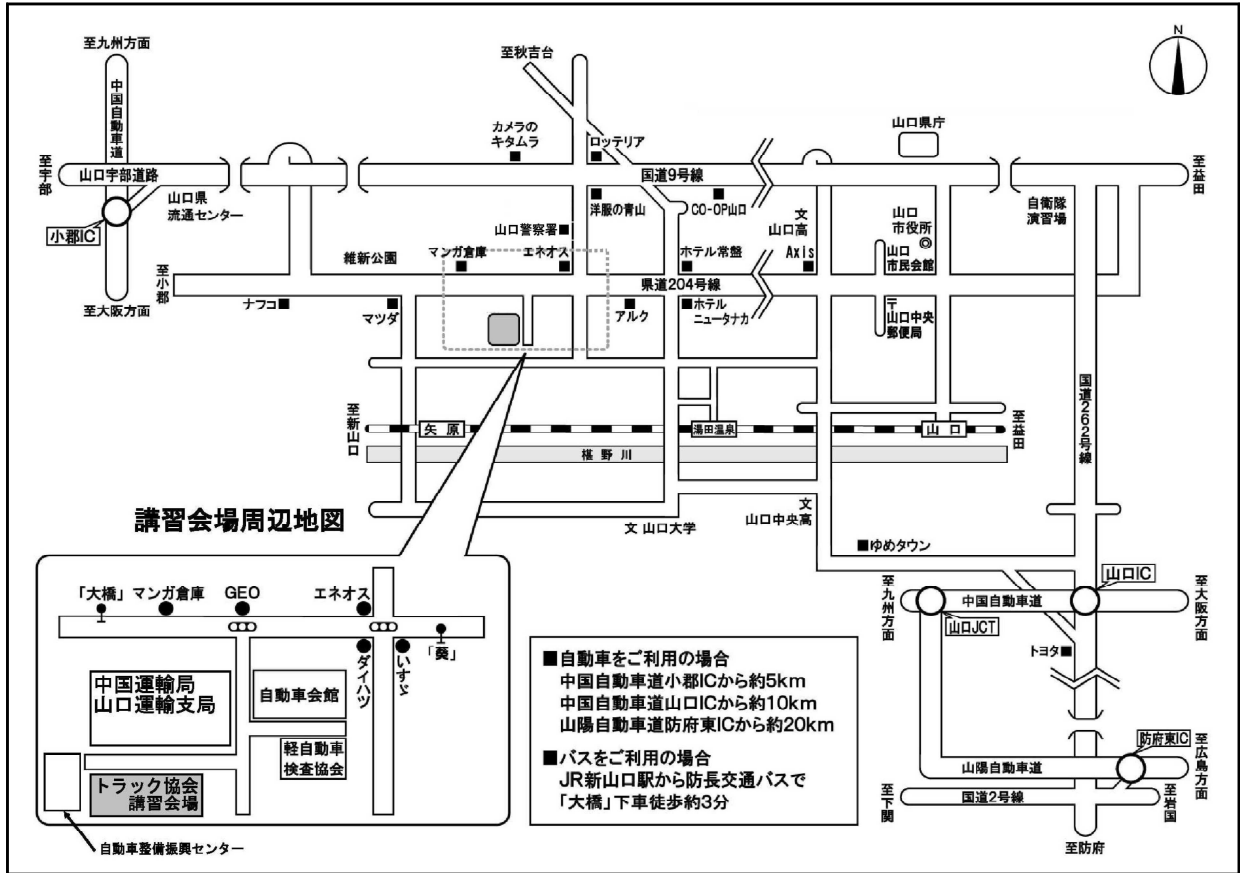 至九州方面
中国自動車道
至宇部
山口宇部道路
山口県
流通センター
小郡IC
至大阪方面
至小郡
ナフコ■
維新公園
マツダ
至秋吉台
カメラの
キタムラ
ロッテリア
国道9号線
洋服の青山
CO-OP山口
山口警察署■
マンガ倉庫
エネオス
ホテル常盤
文
山口高
Axis
県道204号線
アルク
■ホテル
ニュータナカ
N
山口県庁
至益田
山口
市役所
◎
山口
市民会館
自衛隊
演習場
〒
山口中央
郵便局
国道262号線
至新山口
矢原
湯田温泉
山口
至益田
椹野川
文 山口大学
文
山口中央高
■ゆめタウン
山口IC
至九州方面
中国自動車道
至大阪方面
山口JCT
トヨタ■
防府東IC
山陽自動車道
至広島方面
至下関
国道2号線
至岩国
至防府
講習会場周辺地図
「大橋」
マンガ倉庫
GEO
エネオス
「葵」
ダイハツ
いすゞ
中国運輸局
山口運輸支局
自動車会館
軽自動車
検査協会
トラック協会
講習会場
自動車整備振興センター
■自動車をご利用の場合
中国自動車道小郡ICから約5km
中国自動車道山口ICから約10km
山陽自動車道防府東ICから約20km
■バスをご利用の場合
JR新山口駅から防長交通バスで
「大橋」下車徒歩約3分